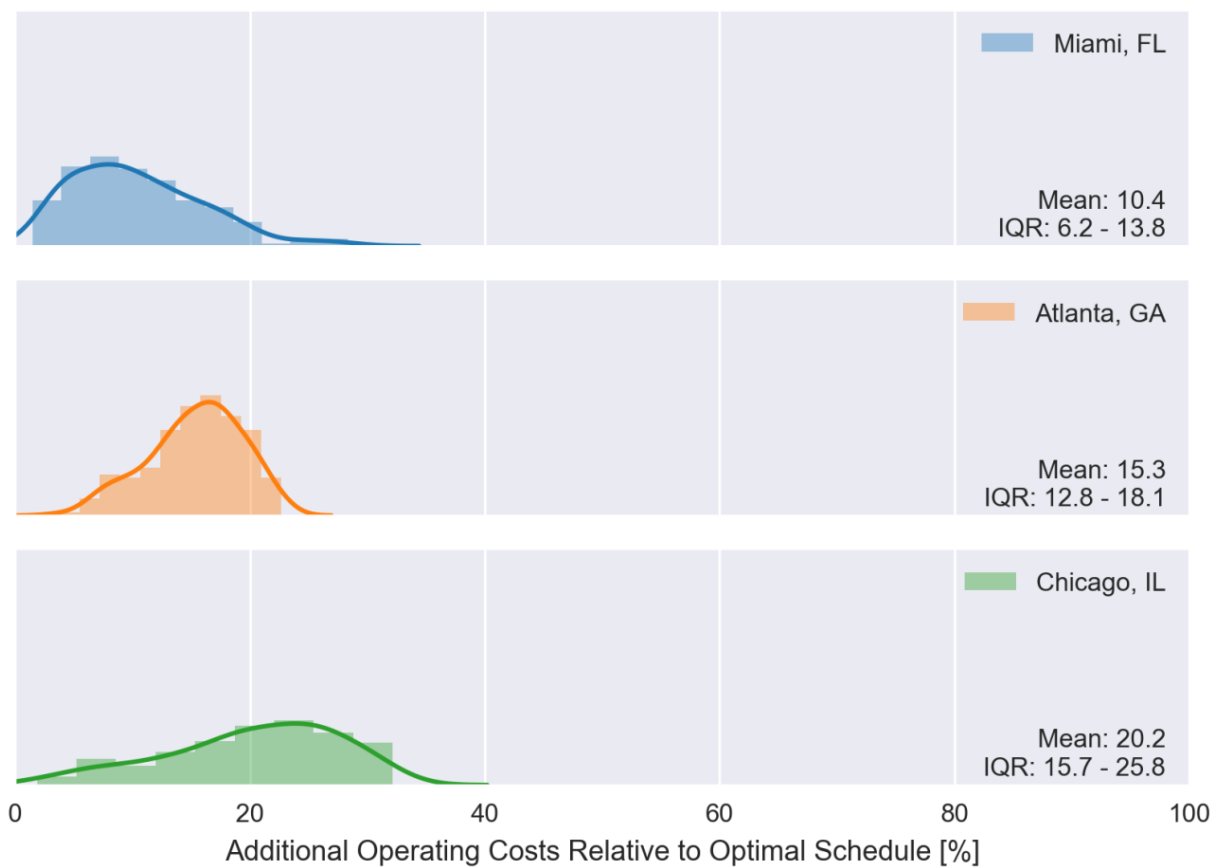 Miami, FL
Mean: 10.4
IQR: 6.2 - 13.8
Atlanta, GA
Mean: 15.3
IQR: 12.8 - 18.1
Chicago, IL
Mean: 20.2
IQR: 15.7 - 25.8
0 20 40 60 80 100
Additional Operating Costs Relative to Optimal Schedule [%]